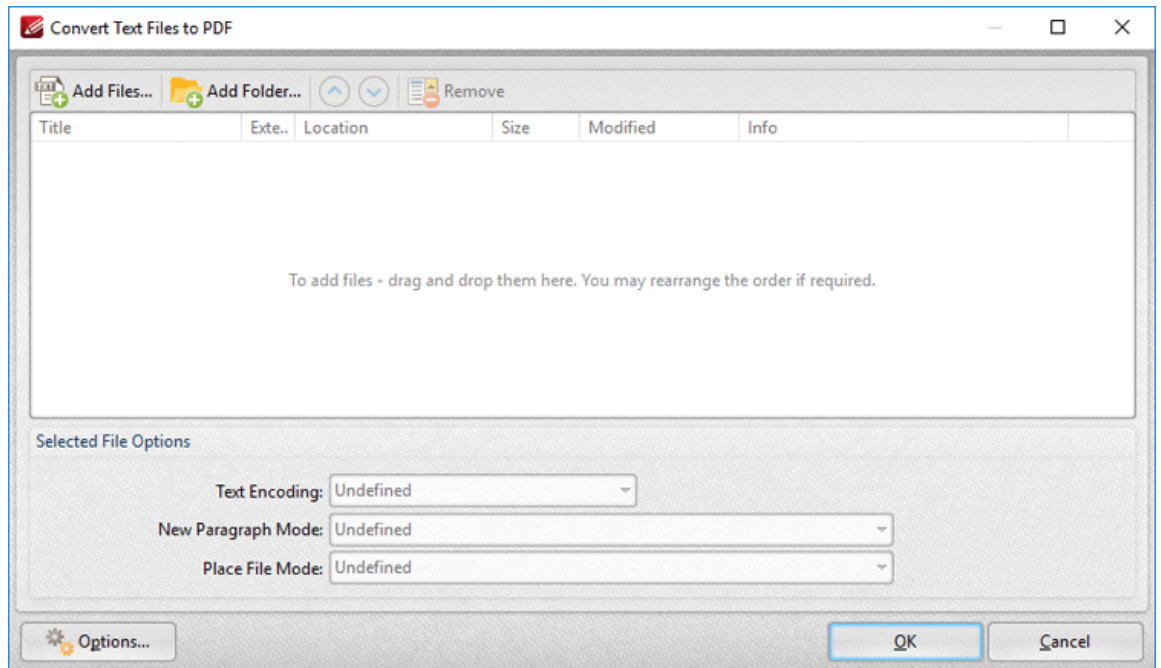 Convert Text Files to PDF
Add Files... Add Folder... Remove
Title Exte.. Location Size Modified Info
To add files - drag and drop them here. You may rearrange the order if required.
Selected File Options
Text Encoding: Undefined
New Paragraph Mode: Undefined
Place File Mode: Undefined
Options... OK Cancel